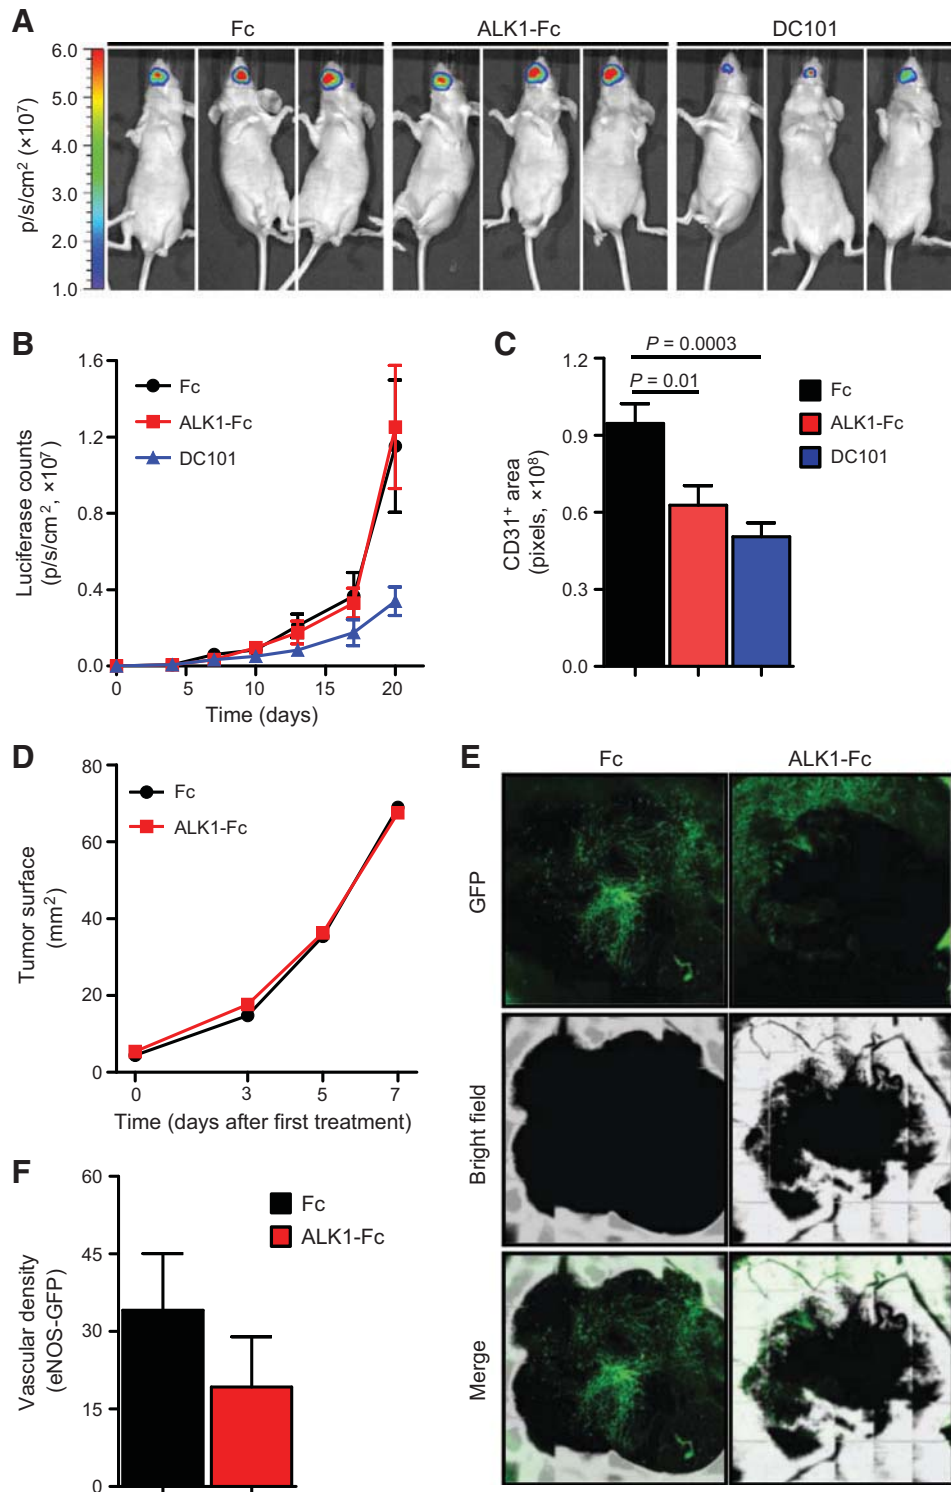 A
Fc
ALK1-Fc
DC101
6.0
5.0
4.0
3.0
2.0
1.0
p/s/cm² (×10⁷)
B
1.6
1.2
0.8
0.4
0.0
Luciferase counts
(p/s/cm², ×10⁷)
Fc
ALK1-Fc
DC101
0
5
10
15
20
Time (days)
C
1.2
0.9
0.6
0.3
0.0
CD31⁺ area
(pixels, ×10⁸)
P = 0.0003
P = 0.01
Fc
ALK1-Fc
DC101
D
80
60
40
20
0
Tumor surface
(mm²)
Fc
ALK1-Fc
0
3
5
7
Time (days after first treatment)
E
Fc
ALK1-Fc
GFP
Bright field
Merge
F
60
45
30
15
0
Vascular density
(eNOS-GFP)
Fc
ALK1-Fc